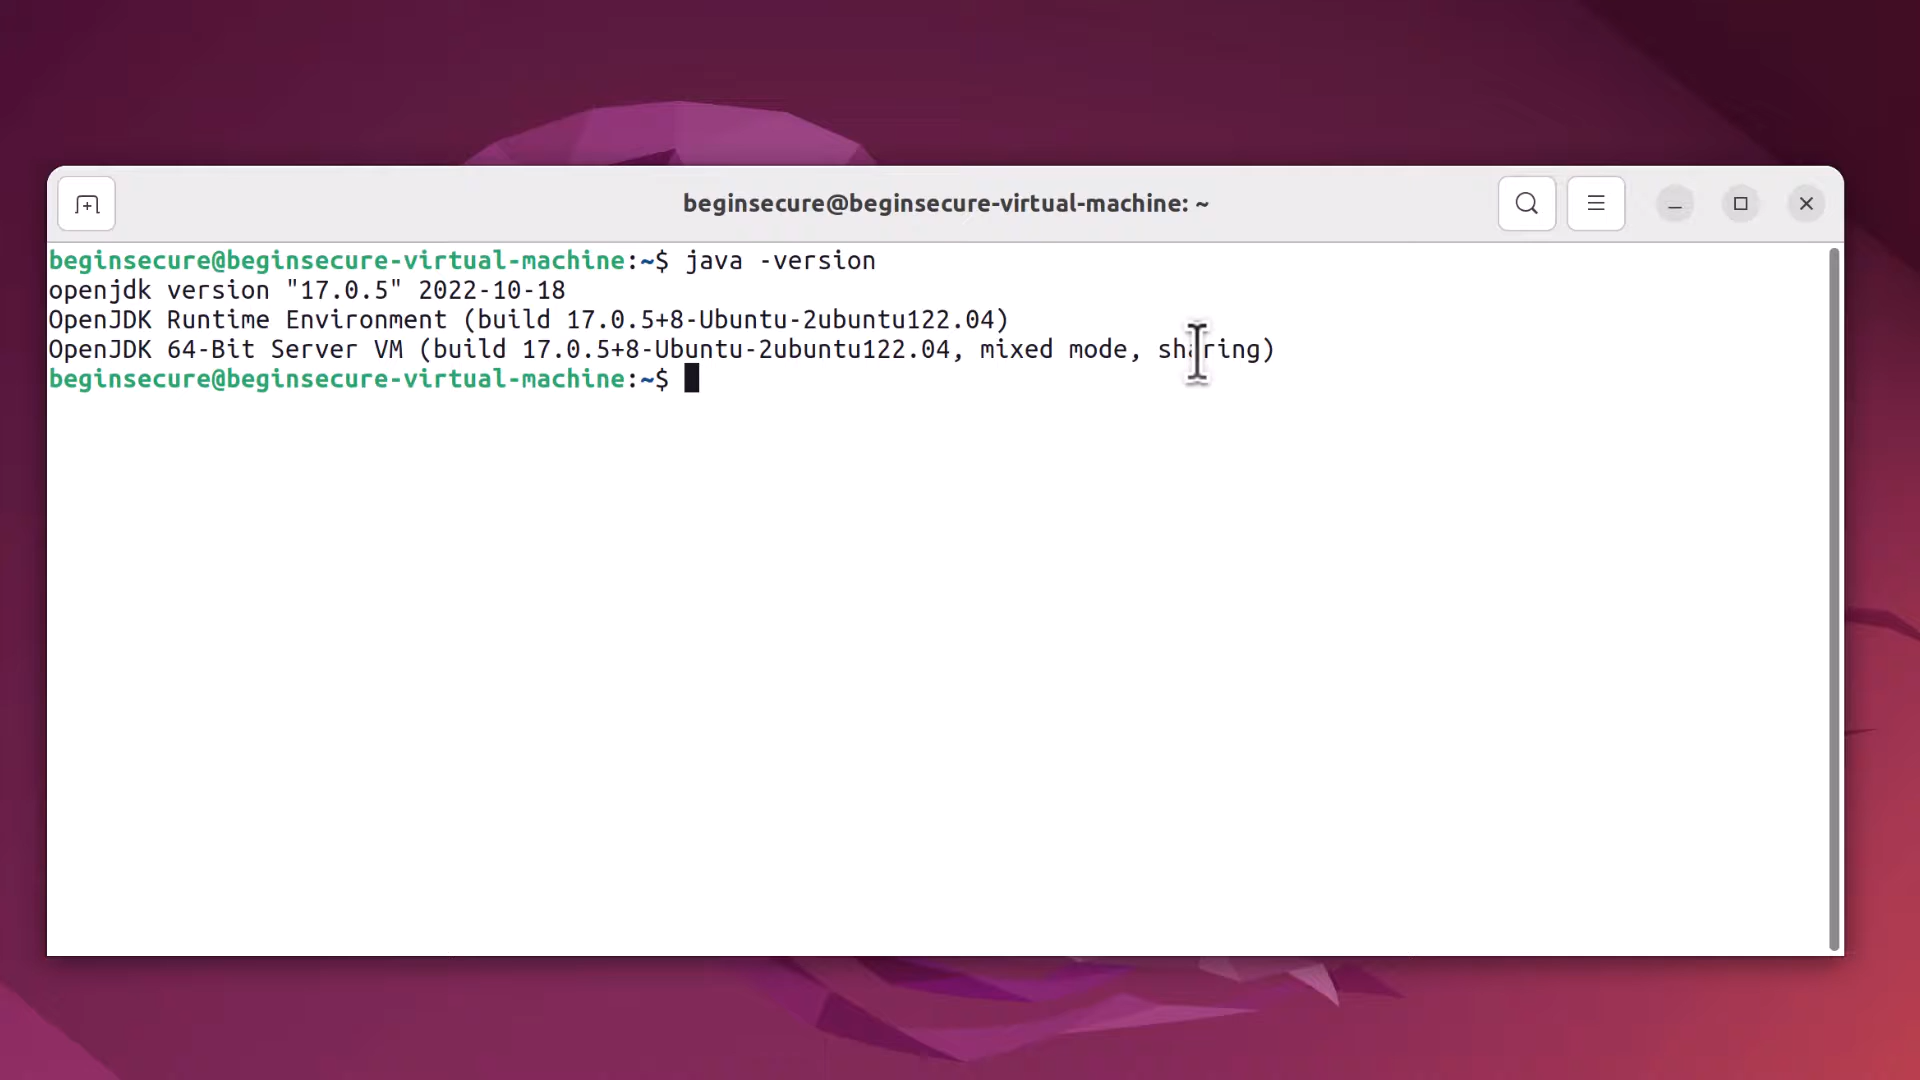 beginsecure@beginsecure-virtual-machine: ~
beginsecure@beginsecure-virtual-machine:~$ java -version
openjdk version "17.0.5" 2022-10-18
OpenJDK Runtime Environment (build 17.0.5+8-Ubuntu-2ubuntu122.04)
OpenJDK 64-Bit Server VM (build 17.0.5+8-Ubuntu-2ubuntu122.04, mixed mode, sharing)
beginsecure@beginsecure-virtual-machine:~$